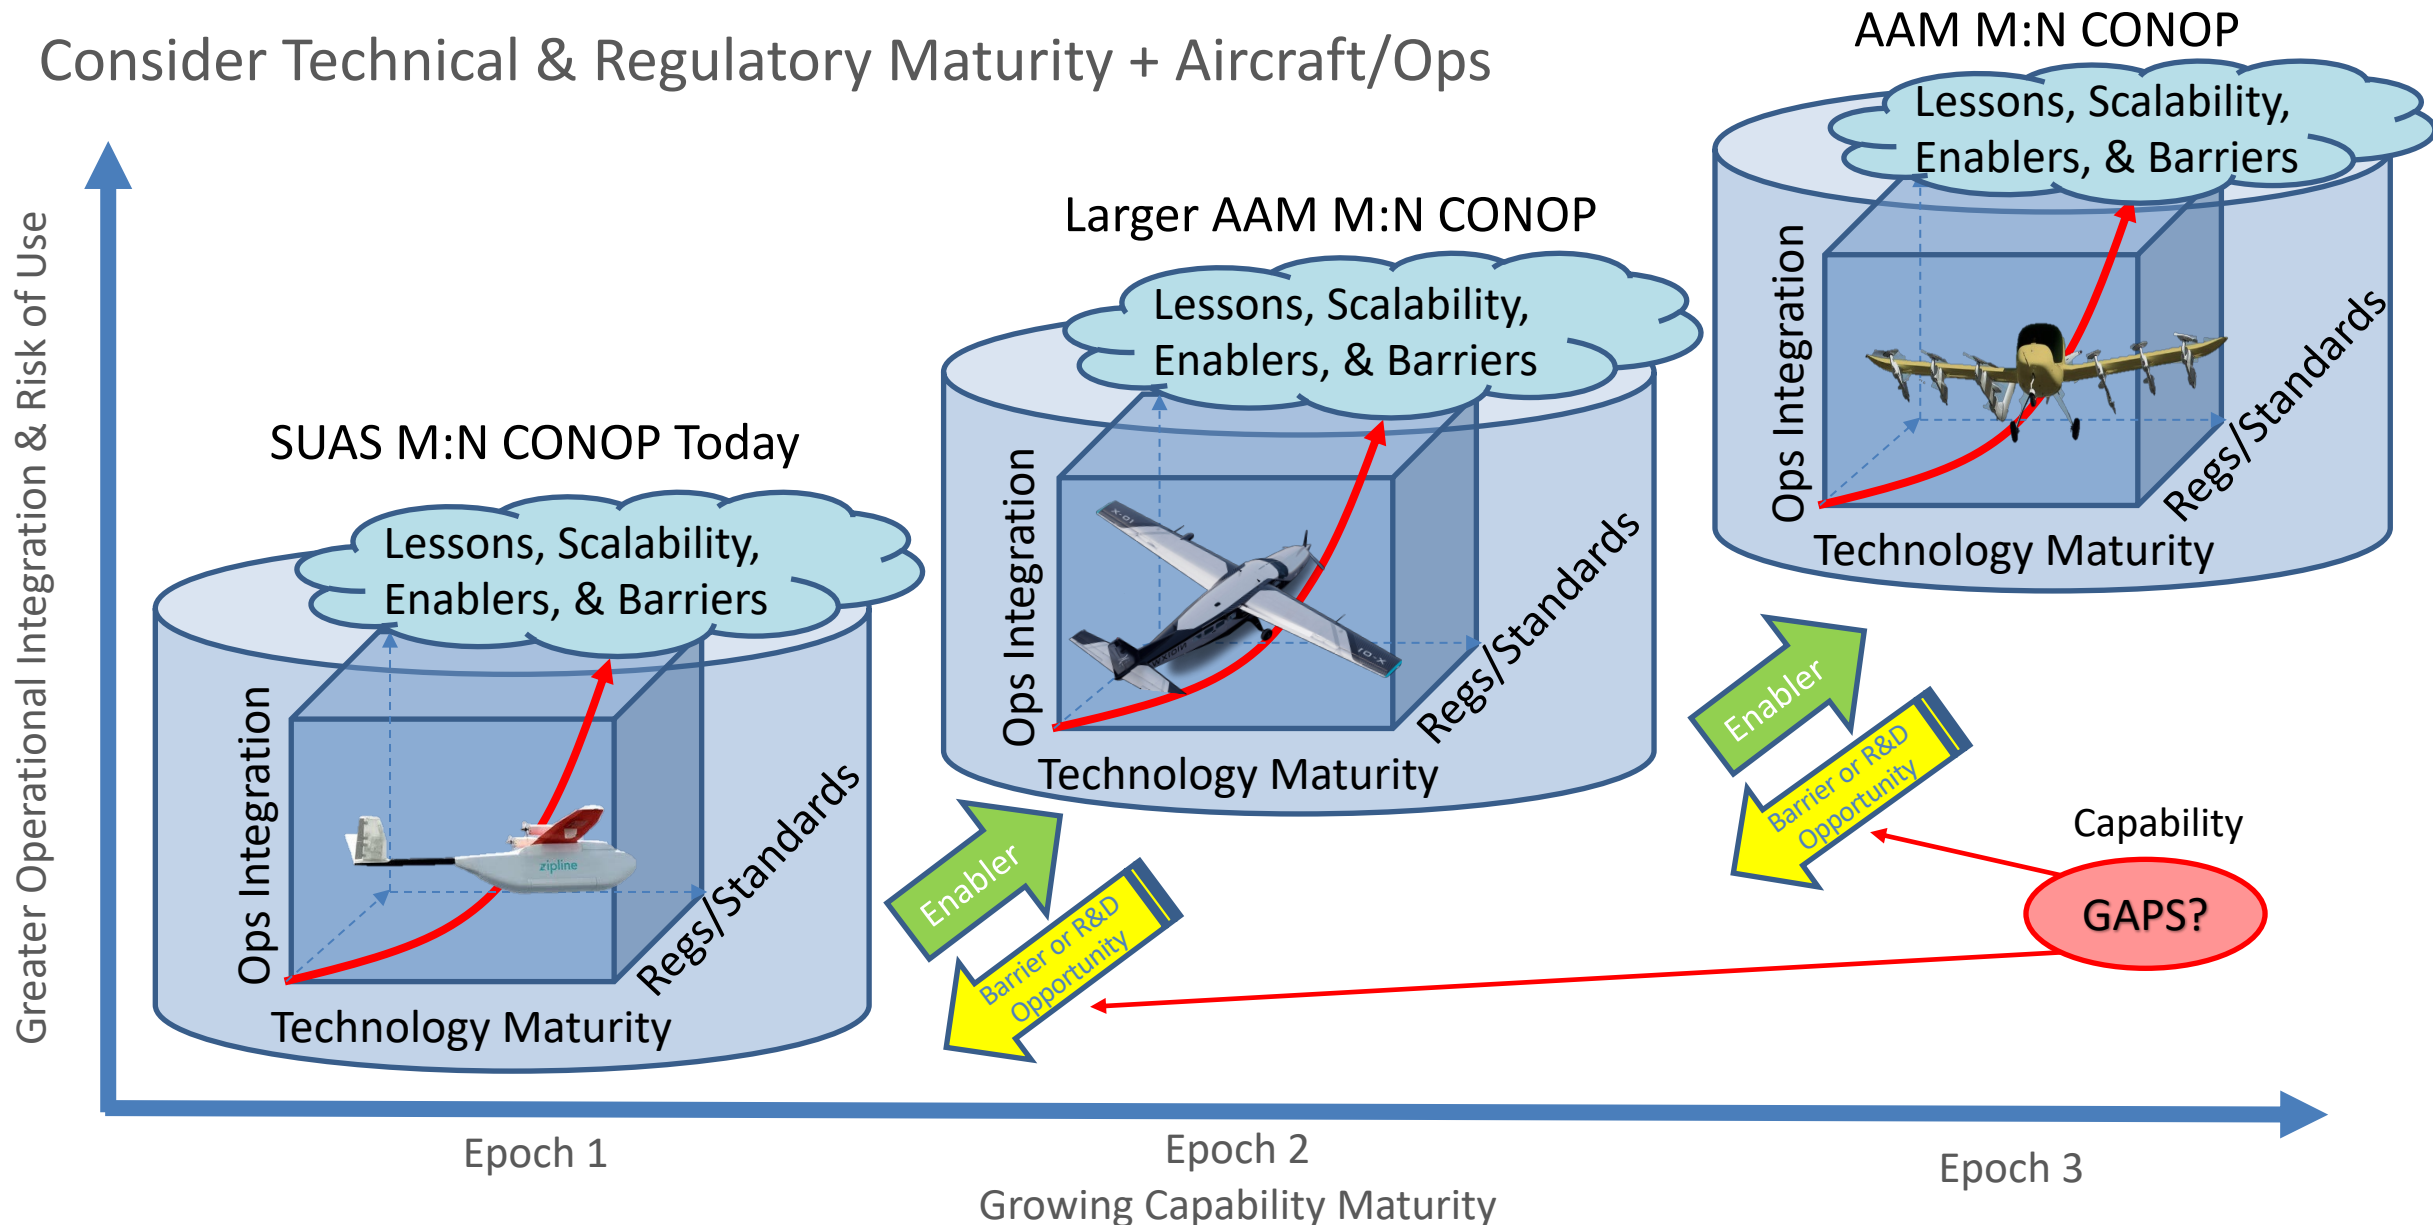 Consider Technical & Regulatory Maturity + Aircraft/Ops
AAM M:N CONOP
Lessons, Scalability,
Enablers, & Barriers
Ops Integration
Regs/Standards
Technology Maturity
Larger AAM M:N CONOP
Lessons, Scalability,
Enablers, & Barriers
Ops Integration
X-01
X-01
Regs/Standards
Technology Maturity
SUAS M:N CONOP Today
Lessons, Scalability,
Enablers, & Barriers
Ops Integration
zipline
Regs/Standards
Technology Maturity
Enabler
Barrier or R&D
Opportunity
Enabler
Barrier or R&D
Opportunity
Capability
GAPS?
Greater Operational Integration & Risk of Use
Epoch 1
Epoch 2
Epoch 3
Growing Capability Maturity